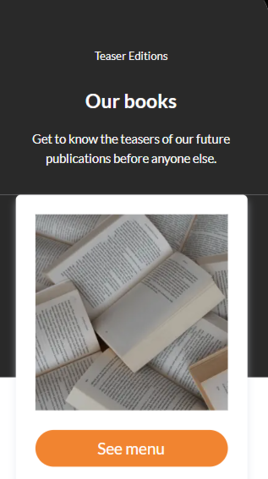 Teaser Editions
Our books
Get to know the teasers of our future
publications before anyone else.
See menu